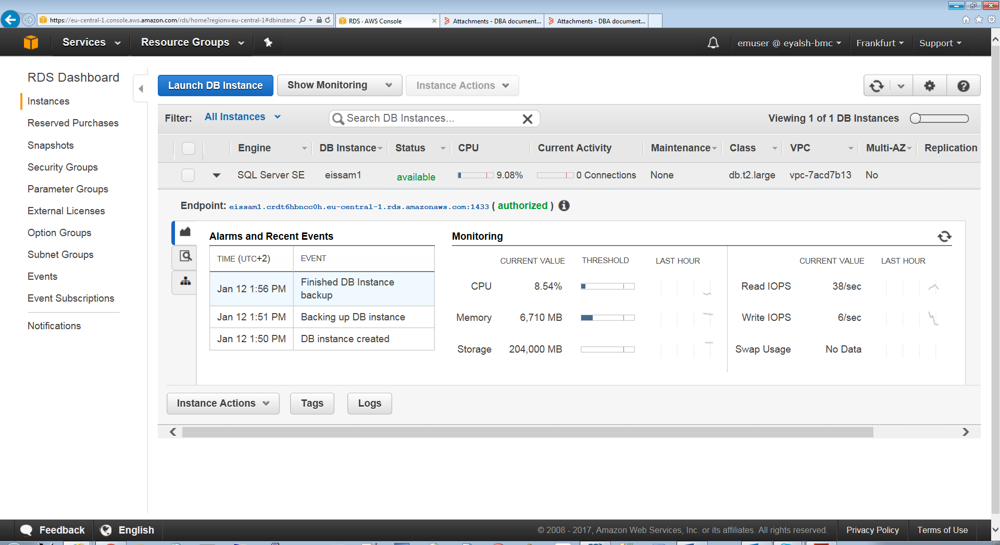 https://eu-central-1.console.aws.amazon.com/rds/home?region=eu-central-1#dbinstanc
RDS · AWS Console
Attachments - DBA document...
Attachments - DBA document...
Services
Resource Groups
emuser @ eyalsh-bmc
Frankfurt
Support
RDS Dashboard
Instances
Reserved Purchases
Snapshots
Security Groups
Parameter Groups
External Licenses
Option Groups
Subnet Groups
Events
Event Subscriptions
Notifications
Launch DB Instance
Show Monitoring
Instance Actions
Filter: All Instances
Search DB Instances...
Viewing 1 of 1 DB Instances
Engine DB Instance Status CPU Current Activity Maintenance Class VPC Multi-AZ Replication
SQL Server SE eissam1 available 9.08% 0 Connections None db.t2.large vpc-7acd7b13 No
Endpoint: eissam1.crdt6hbncc0h.eu-central-1.rds.amazonaws.com:1433 ( authorized )
Alarms and Recent Events
TIME (UTC+2) EVENT
Jan 12 1:56 PM Finished DB Instance backup
Jan 12 1:51 PM Backing up DB instance
Jan 12 1:50 PM DB instance created
Monitoring
CURRENT VALUE THRESHOLD LAST HOUR
CPU 8.54%
Memory 6,710 MB
Storage 204,000 MB
CURRENT VALUE LAST HOUR
Read IOPS 38/sec
Write IOPS 6/sec
Swap Usage No Data
Instance Actions
Tags
Logs
Feedback
English
© 2008 - 2017, Amazon Web Services, Inc. or its affiliates. All rights reserved.
Privacy Policy
Terms of Use